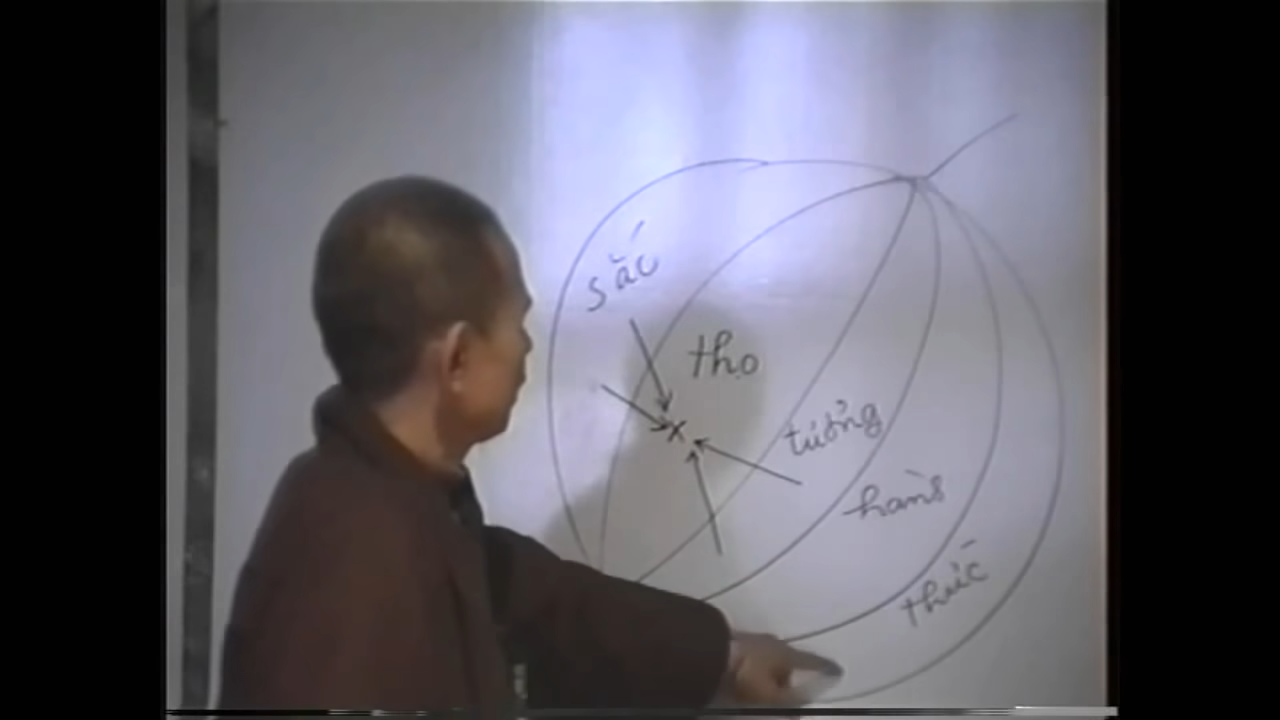 sắc
thọ
tưởng
hành
thức
x